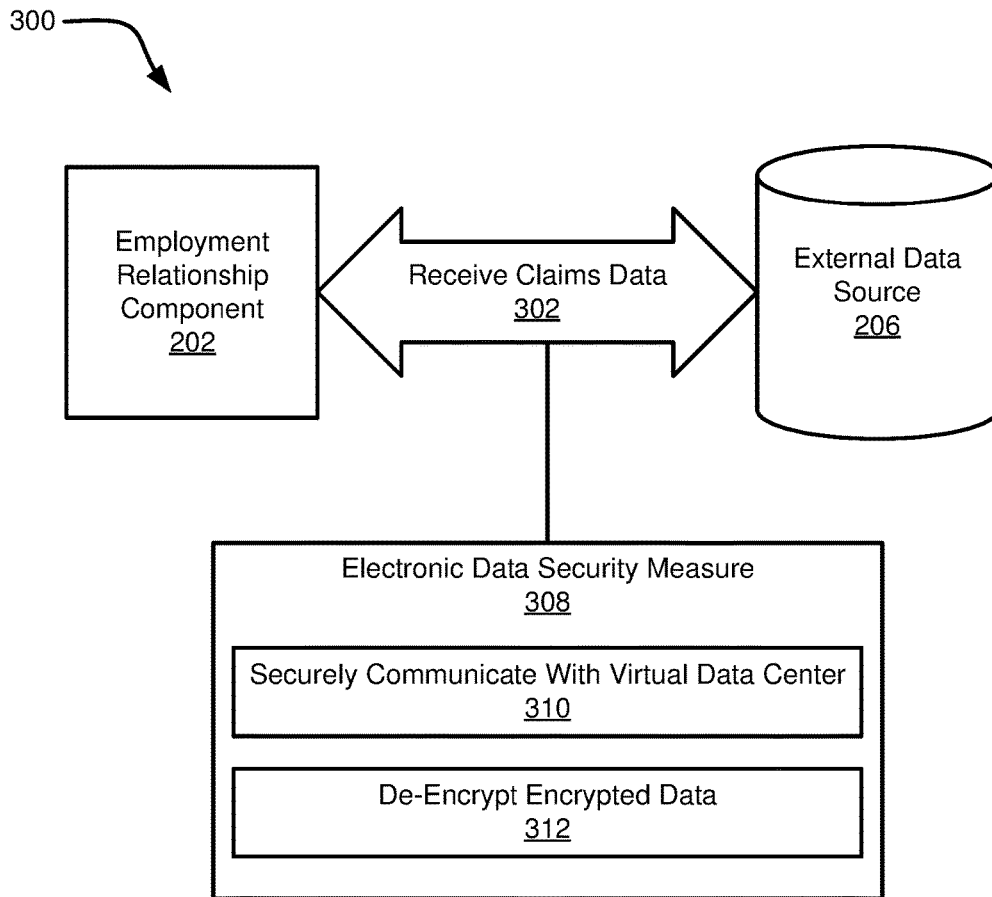 300
Employment
Relationship
Component
202
Receive Claims Data
302
External Data
Source
206
Electronic Data Security Measure
308
Securely Communicate With Virtual Data Center
310
De-Encrypt Encrypted Data
312